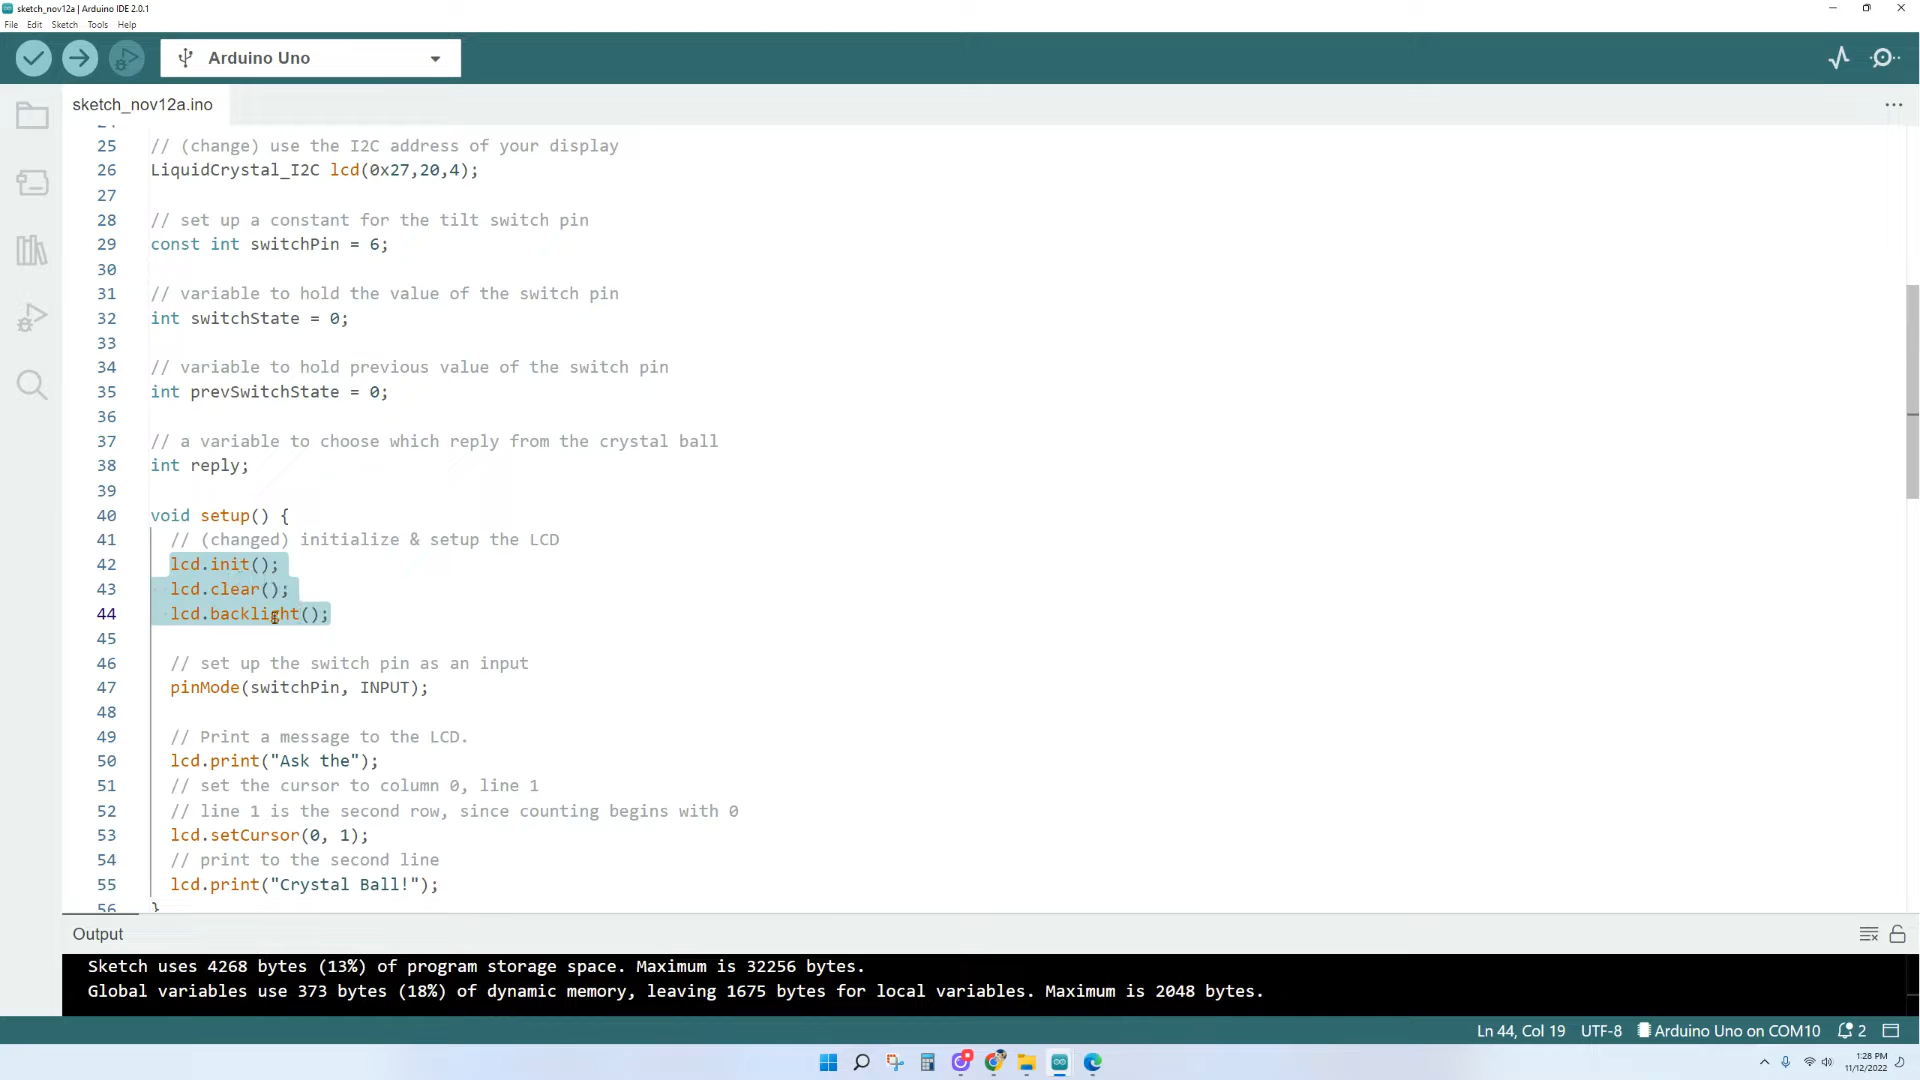 sketch_nov12a | Arduino IDE 2.0.1
File Edit Sketch Tools Help
Arduino Uno
sketch_nov12a.ino
25 // (change) use the I2C address of your display
26 LiquidCrystal_I2C lcd(0x27,20,4);
27
28 // set up a constant for the tilt switch pin
29 const int switchPin = 6;
30
31 // variable to hold the value of the switch pin
32 int switchState = 0;
33
34 // variable to hold previous value of the switch pin
35 int prevSwitchState = 0;
36
37 // a variable to choose which reply from the crystal ball
38 int reply;
39
40 void setup() {
41 // (changed) initialize & setup the LCD
42 lcd.init();
43 lcd.clear();
44 lcd.backlight();
45
46 // set up the switch pin as an input
47 pinMode(switchPin, INPUT);
48
49 // Print a message to the LCD.
50 lcd.print("Ask the");
51 // set the cursor to column 0, line 1
52 // line 1 is the second row, since counting begins with 0
53 lcd.setCursor(0, 1);
54 // print to the second line
55 lcd.print("Crystal Ball!");
56 }
Output
Sketch uses 4268 bytes (13%) of program storage space. Maximum is 32256 bytes.
Global variables use 373 bytes (18%) of dynamic memory, leaving 1675 bytes for local variables. Maximum is 2048 bytes.
Ln 44, Col 19 UTF-8 Arduino Uno on COM10 2
1:28 PM
11/12/2022